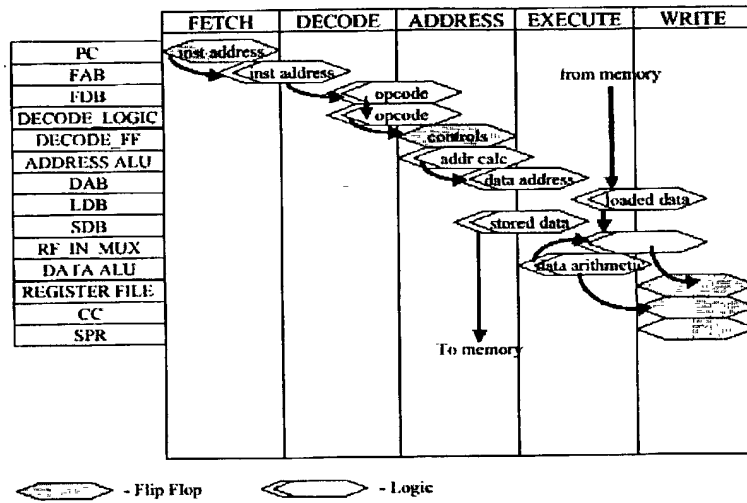 FETCH DECODE ADDRESS EXECUTE WRITE
PC inst address
FAB inst address from memory
FDB opcode
DECODE_LOGIC opcode
DECODE_FF controls
ADDRESS ALU addr calc
DAB data address
LDB loaded data
SDB stored data
RF_IN_MUX
DATA ALU data arithmetic
REGISTER FILE
CC
SPR To memory
- Flip Flop - Logic